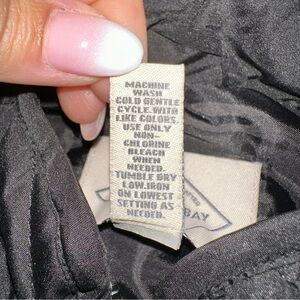 MACHINE
WASH
COLD GENTLE
CYCLE.WITH
LIKE COLORS.
USE ONLY
NON-
CHLORINE
BLEACH
WHEN
NEEDED.
TUMBLE DRY
LOW.IRON
ON LOWEST
SETTING AS
NEEDED.
BAY